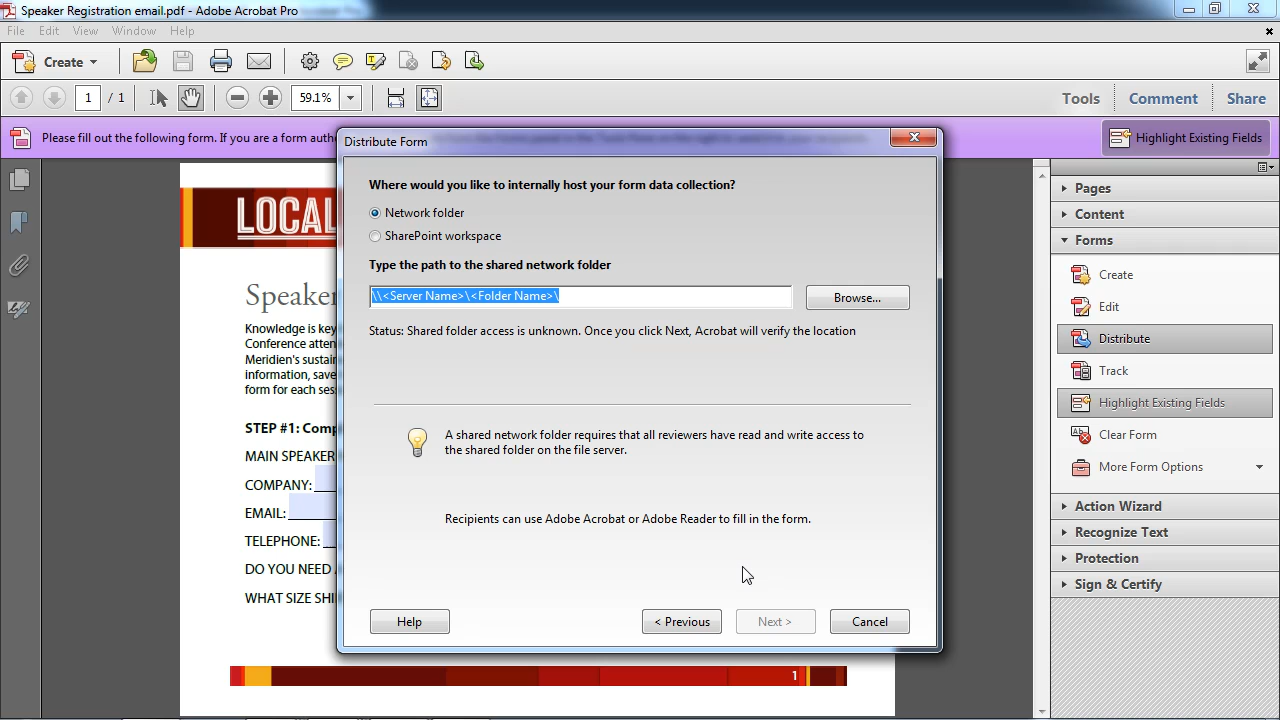 Speaker Registration email.pdf - Adobe Acrobat Pro
File Edit View Window Help
Create
1 / 1
59.1%
Tools Comment Share
Please fill out the following form. If you are a form auth
Highlight Existing Fields
Distribute Form
Where would you like to internally host your form data collection?
Network folder
SharePoint workspace
Type the path to the shared network folder
\\<Server Name>\<Folder Name>\
Browse...
Status: Shared folder access is unknown. Once you click Next, Acrobat will verify the location
A shared network folder requires that all reviewers have read and write access to
the shared folder on the file server.
Recipients can use Adobe Acrobat or Adobe Reader to fill in the form.
Help
< Previous
Next >
Cancel
LOCAL
Speaker
Knowledge is key
Conference atten
Meridien's sustain
information, save
form for each ses
STEP #1: Comp
MAIN SPEAKER
COMPANY:
EMAIL:
TELEPHONE:
DO YOU NEED
WHAT SIZE SHI
1
Pages
Content
Forms
Create
Edit
Distribute
Track
Highlight Existing Fields
Clear Form
More Form Options
Action Wizard
Recognize Text
Protection
Sign & Certify